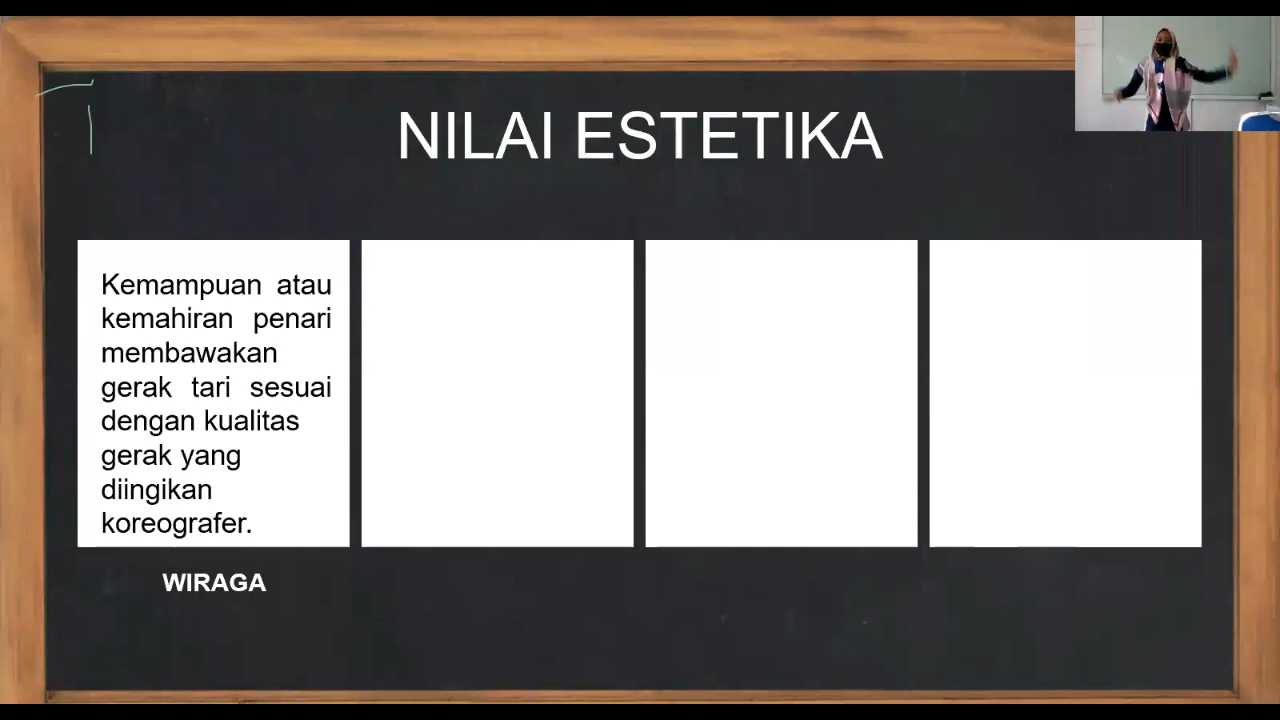 NILAI ESTETIKA
Kemampuan atau
kemahiran penari
membawakan
gerak tari sesuai
dengan kualitas
gerak yang
diingikan
koreografer.
WIRAGA